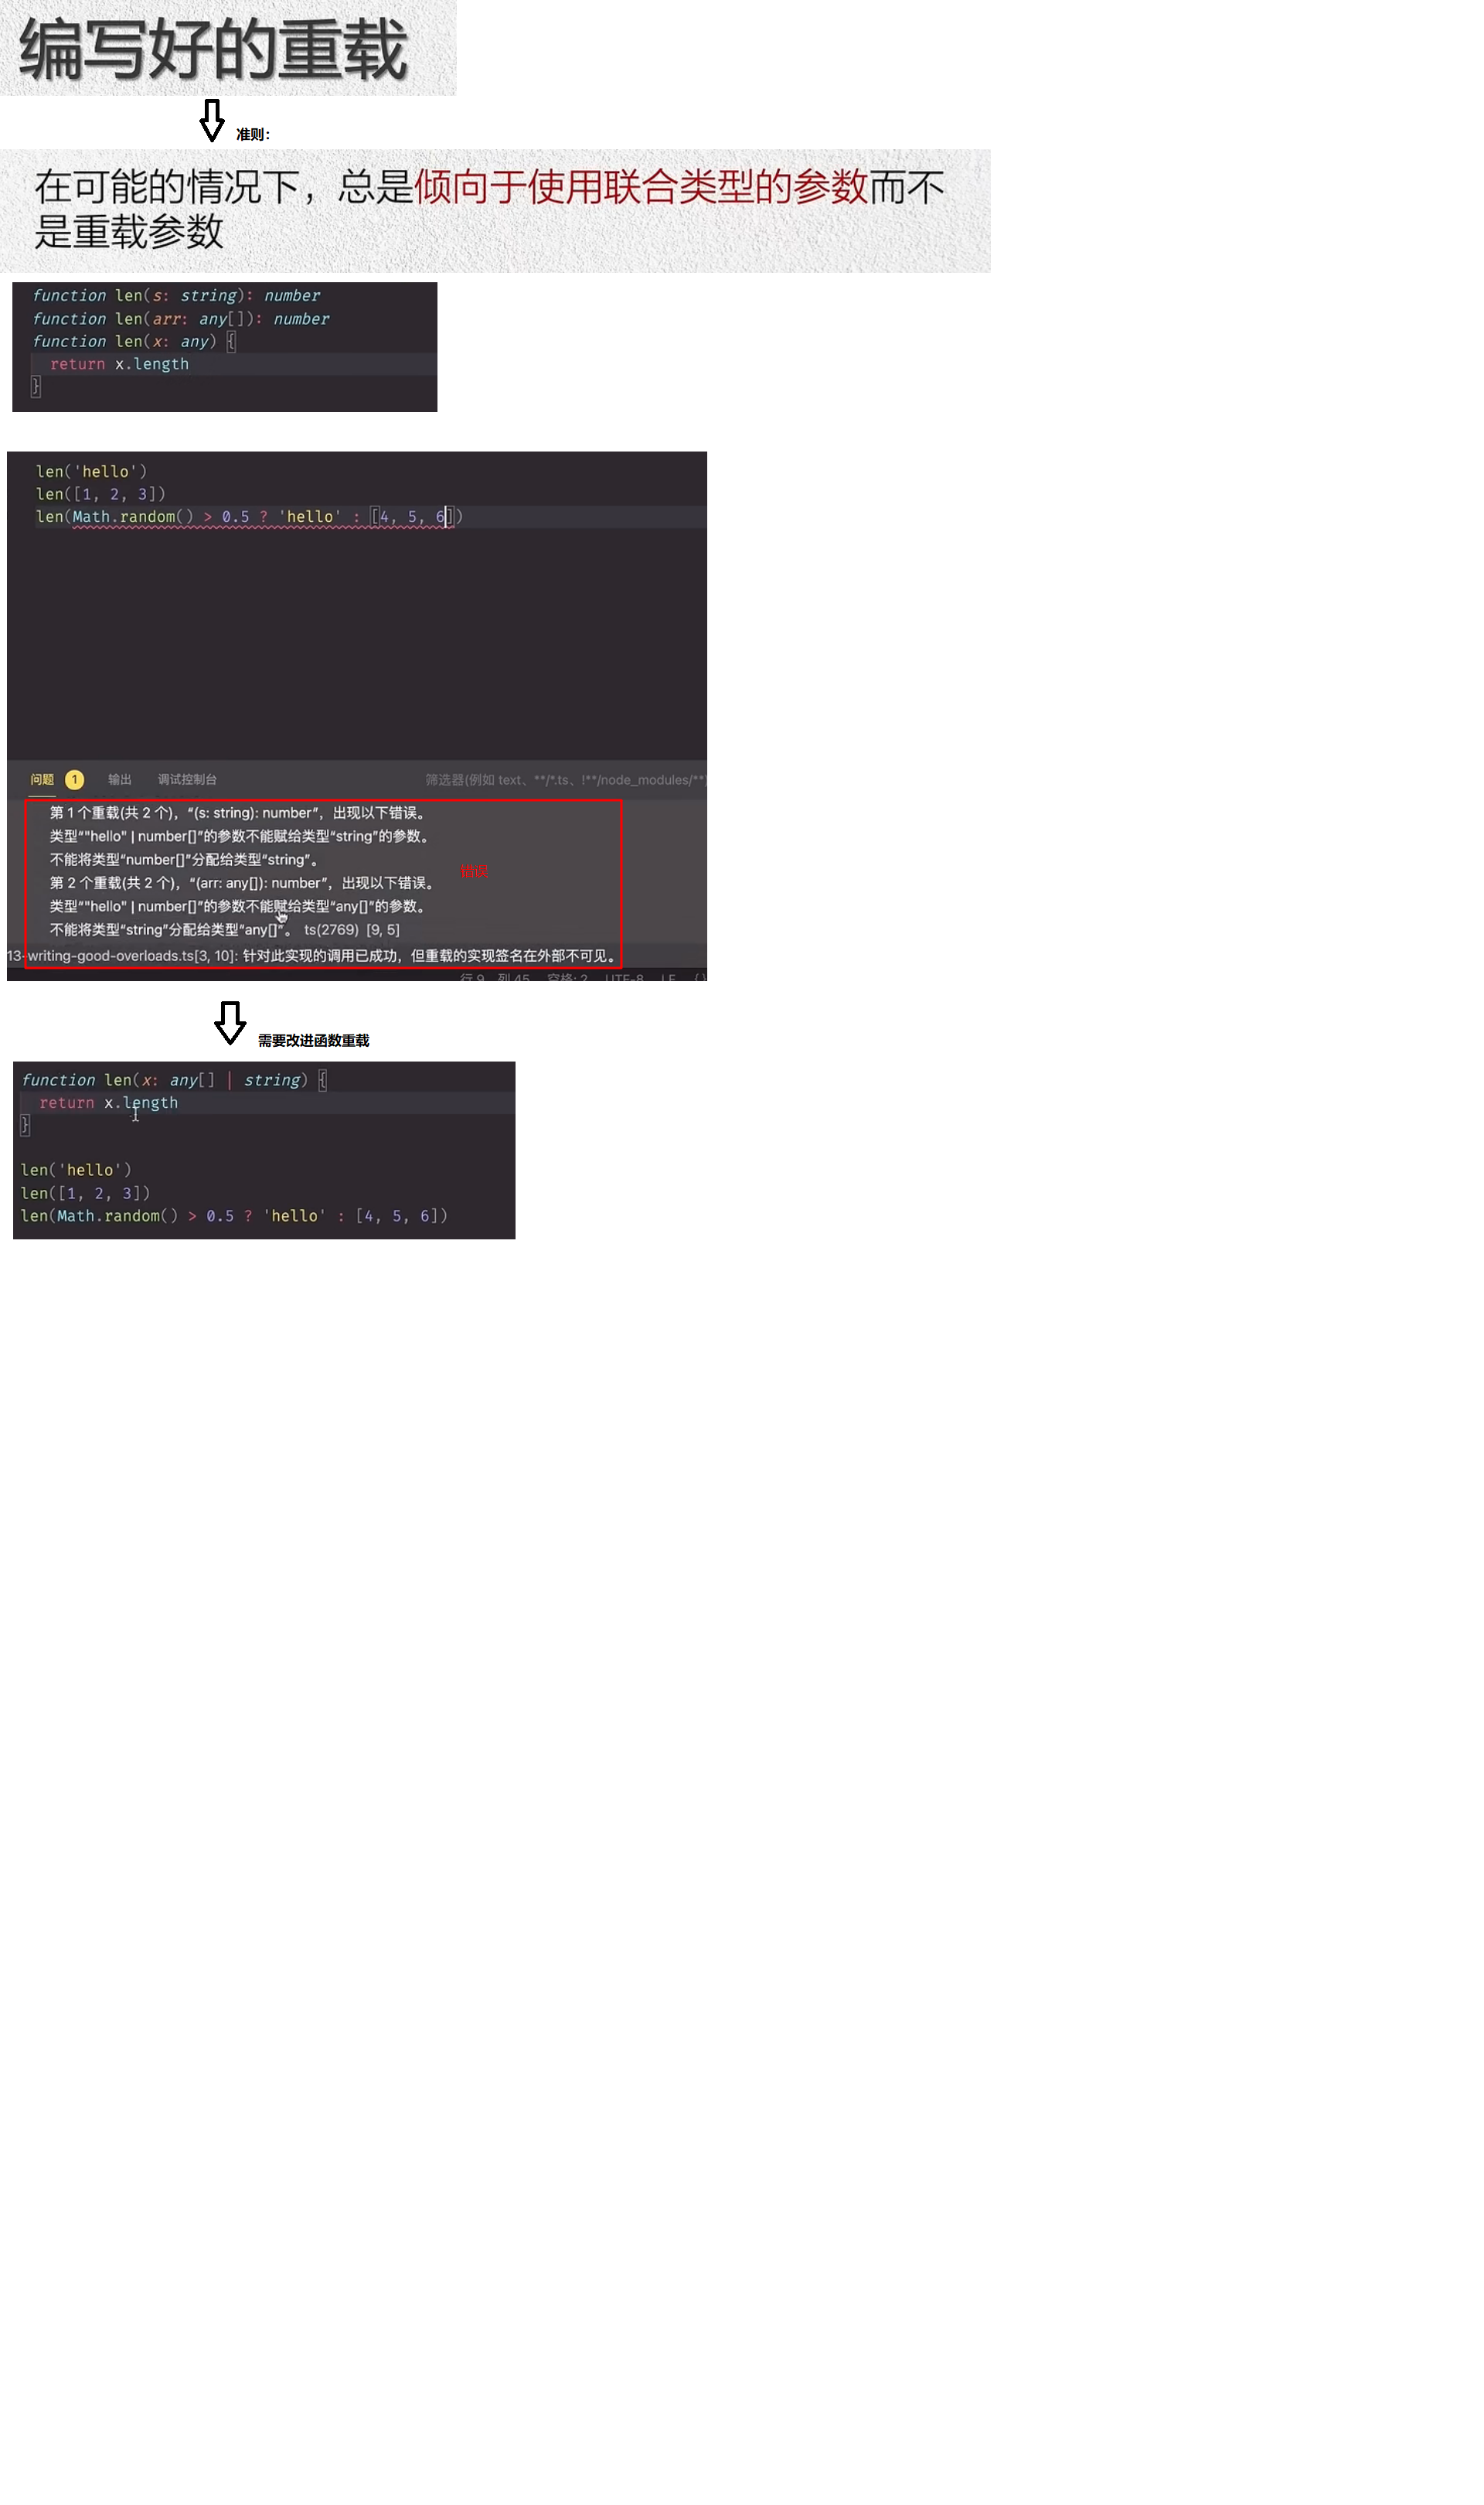 编写好的重载
准则：
在可能的情况下，总是倾向于使用联合类型的参数而不
是重载参数
function len(s: string): number
function len(arr: any[]): number
function len(x: any) {
return x.length
}
len('hello')
len([1, 2, 3])
len(Math.random() > 0.5 ? 'hello' : [4, 5, 6])
问题 1 输出 调试控制台 筛选器(例如 text、**/*.ts、!**/node_modules/**)
第 1 个重载(共 2 个)，“(s: string): number”，出现以下错误。
类型“"hello" | number[]”的参数不能赋给类型“string”的参数。
不能将类型“number[]”分配给类型“string”。
错误
第 2 个重载(共 2 个)，“(arr: any[]): number”，出现以下错误。
类型“"hello" | number[]”的参数不能赋给类型“any[]”的参数。
不能将类型“string”分配给类型“any[]”。 ts(2769) [9, 5]
13-writing-good-overloads.ts[3, 10]: 针对此实现的调用已成功，但重载的实现签名在外部不可见。
行 9，列 45 空格: 2 UTF-8 LF {}
需要改进函数重载
function len(x: any[] | string) {
return x.length
}
len('hello')
len([1, 2, 3])
len(Math.random() > 0.5 ? 'hello' : [4, 5, 6])